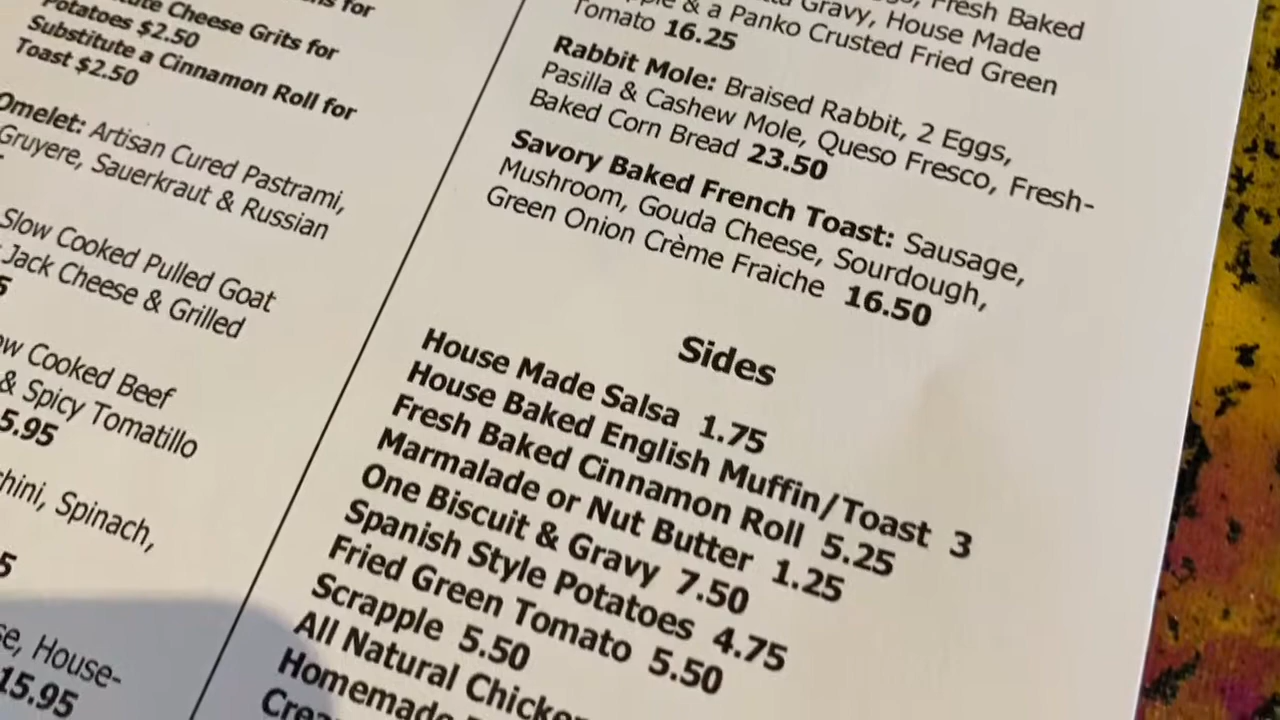 Cheese Grits for
Potatoes $2.50
Substitute a Cinnamon Roll for
Toast $2.50
Omelet: Artisan Cured Pastrami,
Gruyere, Sauerkraut & Russian
Slow Cooked Pulled Goat
Jack Cheese & Grilled
Cooked Beef
& Spicy Tomatillo
5.95
Spinach,
House-
15.95
Fresh Baked
Gravy, House Made
& a Panko Crusted Fried Green
Tomato 16.25
Rabbit Mole: Braised Rabbit, 2 Eggs,
Pasilla & Cashew Mole, Queso Fresco, Fresh-
Baked Corn Bread 23.50
Savory Baked French Toast: Sausage,
Mushroom, Gouda Cheese, Sourdough,
Green Onion Crème Fraiche 16.50
Sides
House Made Salsa 1.75
House Baked English Muffin/Toast 3
Fresh Baked Cinnamon Roll 5.25
Marmalade or Nut Butter 1.25
One Biscuit & Gravy 7.50
Spanish Style Potatoes 4.75
Fried Green Tomato 5.50
Scrapple 5.50
All Natural Chicken
Homemade